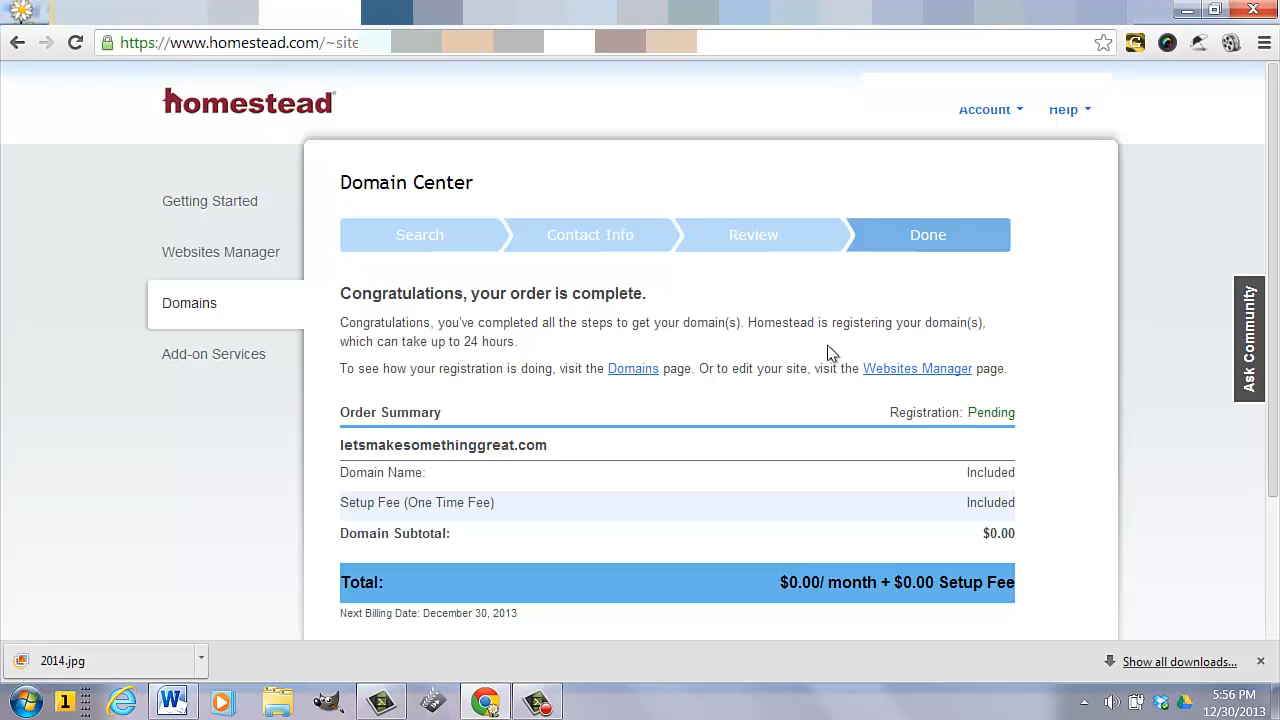 https://www.homestead.com/~site
homestead
Account
Help
Domain Center
Search
Contact Info
Review
Done
Getting Started
Websites Manager
Domains
Add-on Services
Congratulations, your order is complete.
Congratulations, you've completed all the steps to get your domain(s). Homestead is registering your domain(s),
which can take up to 24 hours.
To see how your registration is doing, visit the Domains page. Or to edit your site, visit the Websites Manager page.
Ask Community
Order Summary
Registration: Pending
letsmakesomethinggreat.com
Domain Name:
Included
Setup Fee (One Time Fee)
Included
Domain Subtotal:
$0.00
Total:
$0.00/ month + $0.00 Setup Fee
Next Billing Date: December 30, 2013
2014.jpg
Show all downloads...
1
5:56 PM
12/30/2013